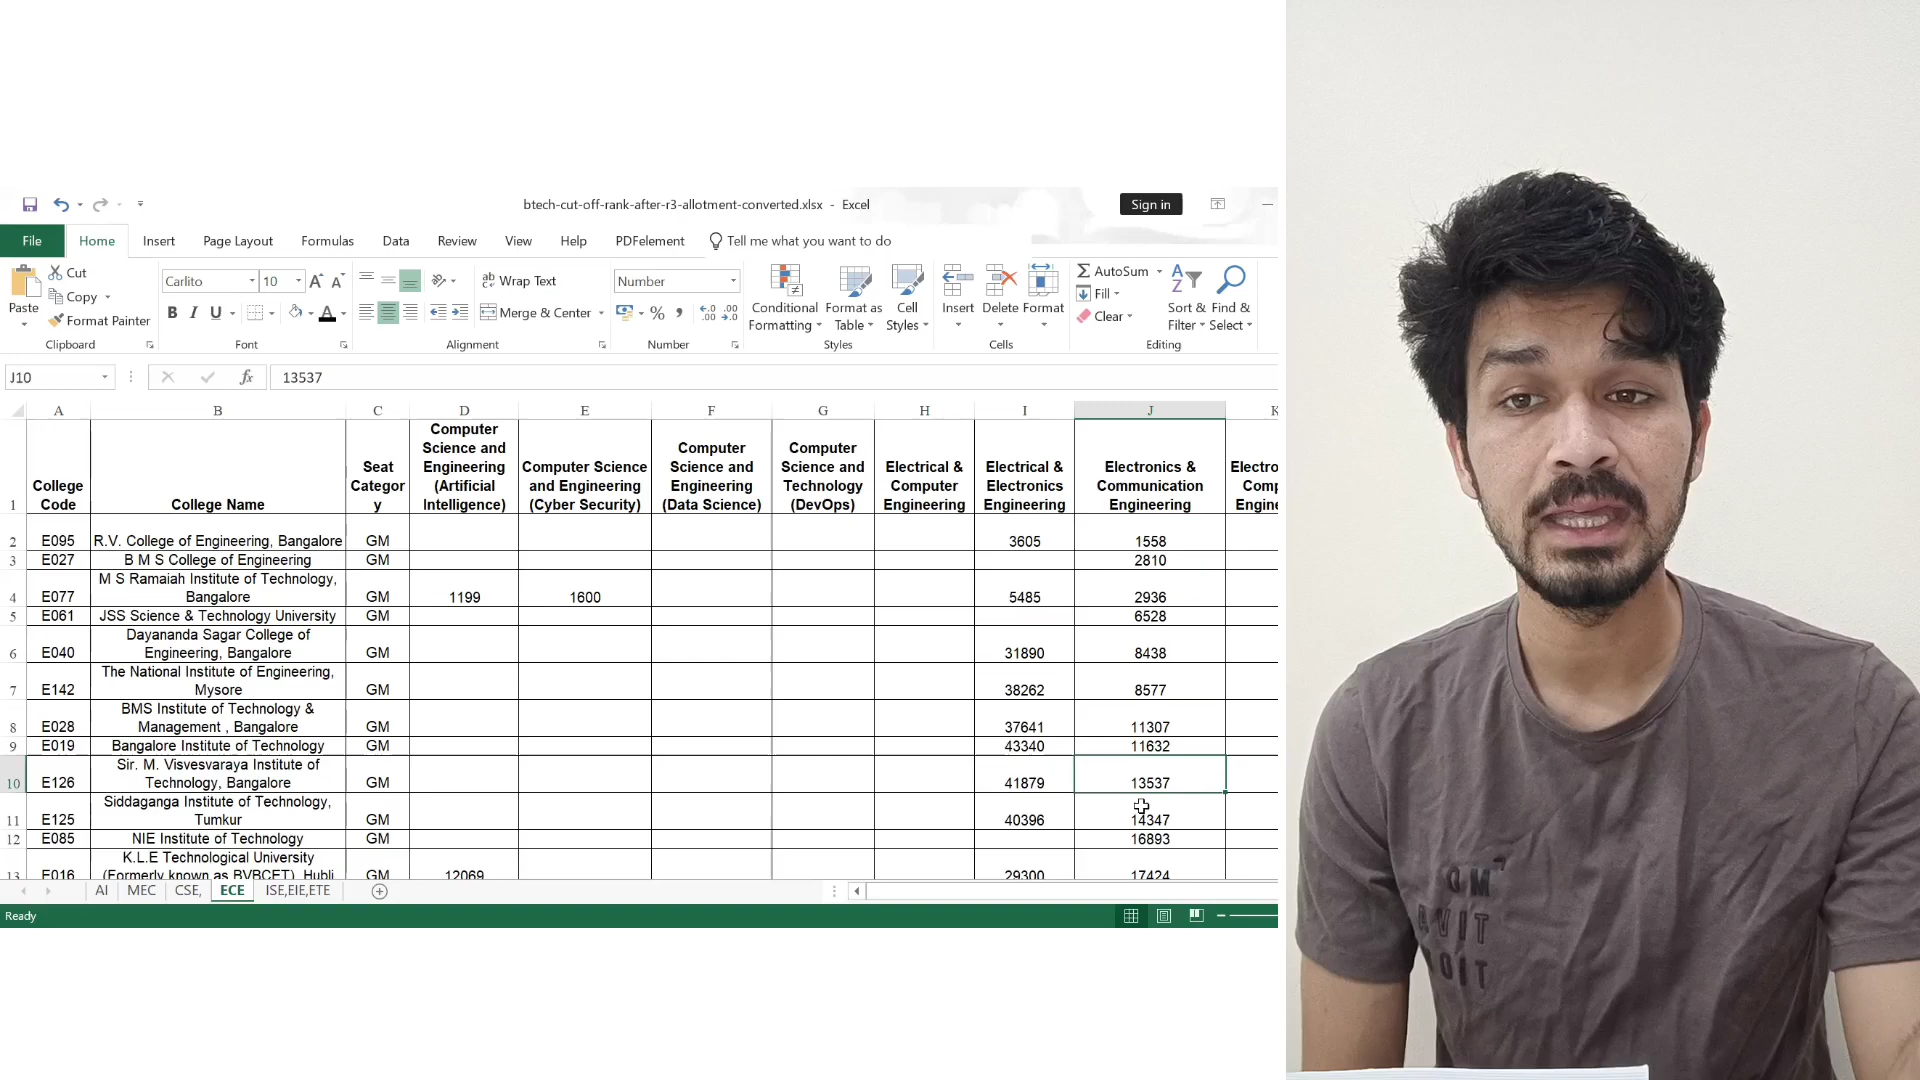 btech-cut-off-rank-after-r3-allotment-converted.xlsx - Excel
Sign in
File Home Insert Page Layout Formulas Data Review View Help PDFelement Tell me what you want to do
Paste
Cut
Copy
Format Painter
Clipboard
Carlito 10
B I U
Font
Wrap Text
Merge & Center
Alignment
Number
Number
Conditional Formatting
Format as Table
Cell Styles
Styles
Insert Delete Format
Cells
AutoSum
Fill
Clear
Sort & Filter
Find & Select
Editing
J10 fx 13537
A B C D E F G H I J K
1 College Code College Name Seat Categor y Computer Science and Engineering (Artificial Intelligence) Computer Science and Engineering (Cyber Security) Computer Science and Engineering (Data Science) Computer Science and Technology (DevOps) Electrical & Computer Engineering Electrical & Electronics Engineering Electronics & Communication Engineering Electro Comp Engine
2 E095 R.V. College of Engineering, Bangalore GM 3605 1558
3 E027 B M S College of Engineering GM 2810
4 E077 M S Ramaiah Institute of Technology, Bangalore GM 1199 1600 5485 2936
5 E061 JSS Science & Technology University GM 6528
6 E040 Dayananda Sagar College of Engineering, Bangalore GM 31890 8438
7 E142 The National Institute of Engineering, Mysore GM 38262 8577
8 E028 BMS Institute of Technology & Management , Bangalore GM 37641 11307
9 E019 Bangalore Institute of Technology GM 43340 11632
10 E126 Sir. M. Visvesvaraya Institute of Technology, Bangalore GM 41879 13537
11 E125 Siddaganga Institute of Technology, Tumkur GM 40396 14347
12 E085 NIE Institute of Technology GM 16893
13 E016 K.L.E Technological University (Formerly known as BVBCET), Hubli GM 12069 29300 17424
AI MEC CSE, ECE ISE,EIE,ETE
Ready